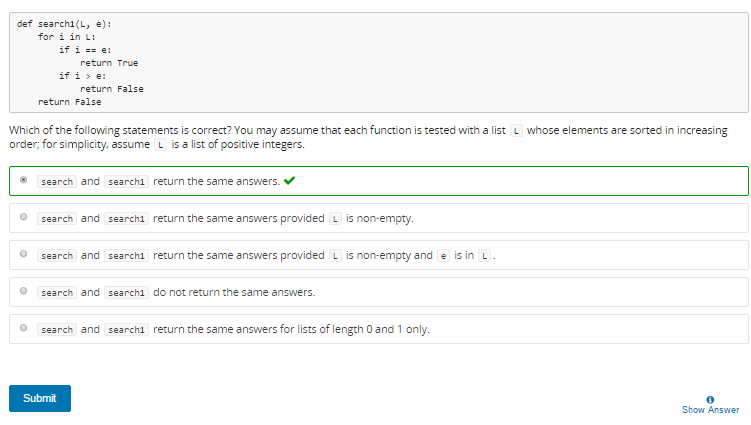 def search1(L, e):
    for i in L:
        if i == e:
            return True
        if i > e:
            return False
    return False
Which of the following statements is correct? You may assume that each function is tested with a list L whose elements are sorted in increasing
order; for simplicity, assume L is a list of positive integers.
search and search1 return the same answers.
search and search1 return the same answers provided L is non-empty.
search and search1 return the same answers provided L is non-empty and e is in L.
search and search1 do not return the same answers.
search and search1 return the same answers for lists of length 0 and 1 only.
Submit
Show Answer